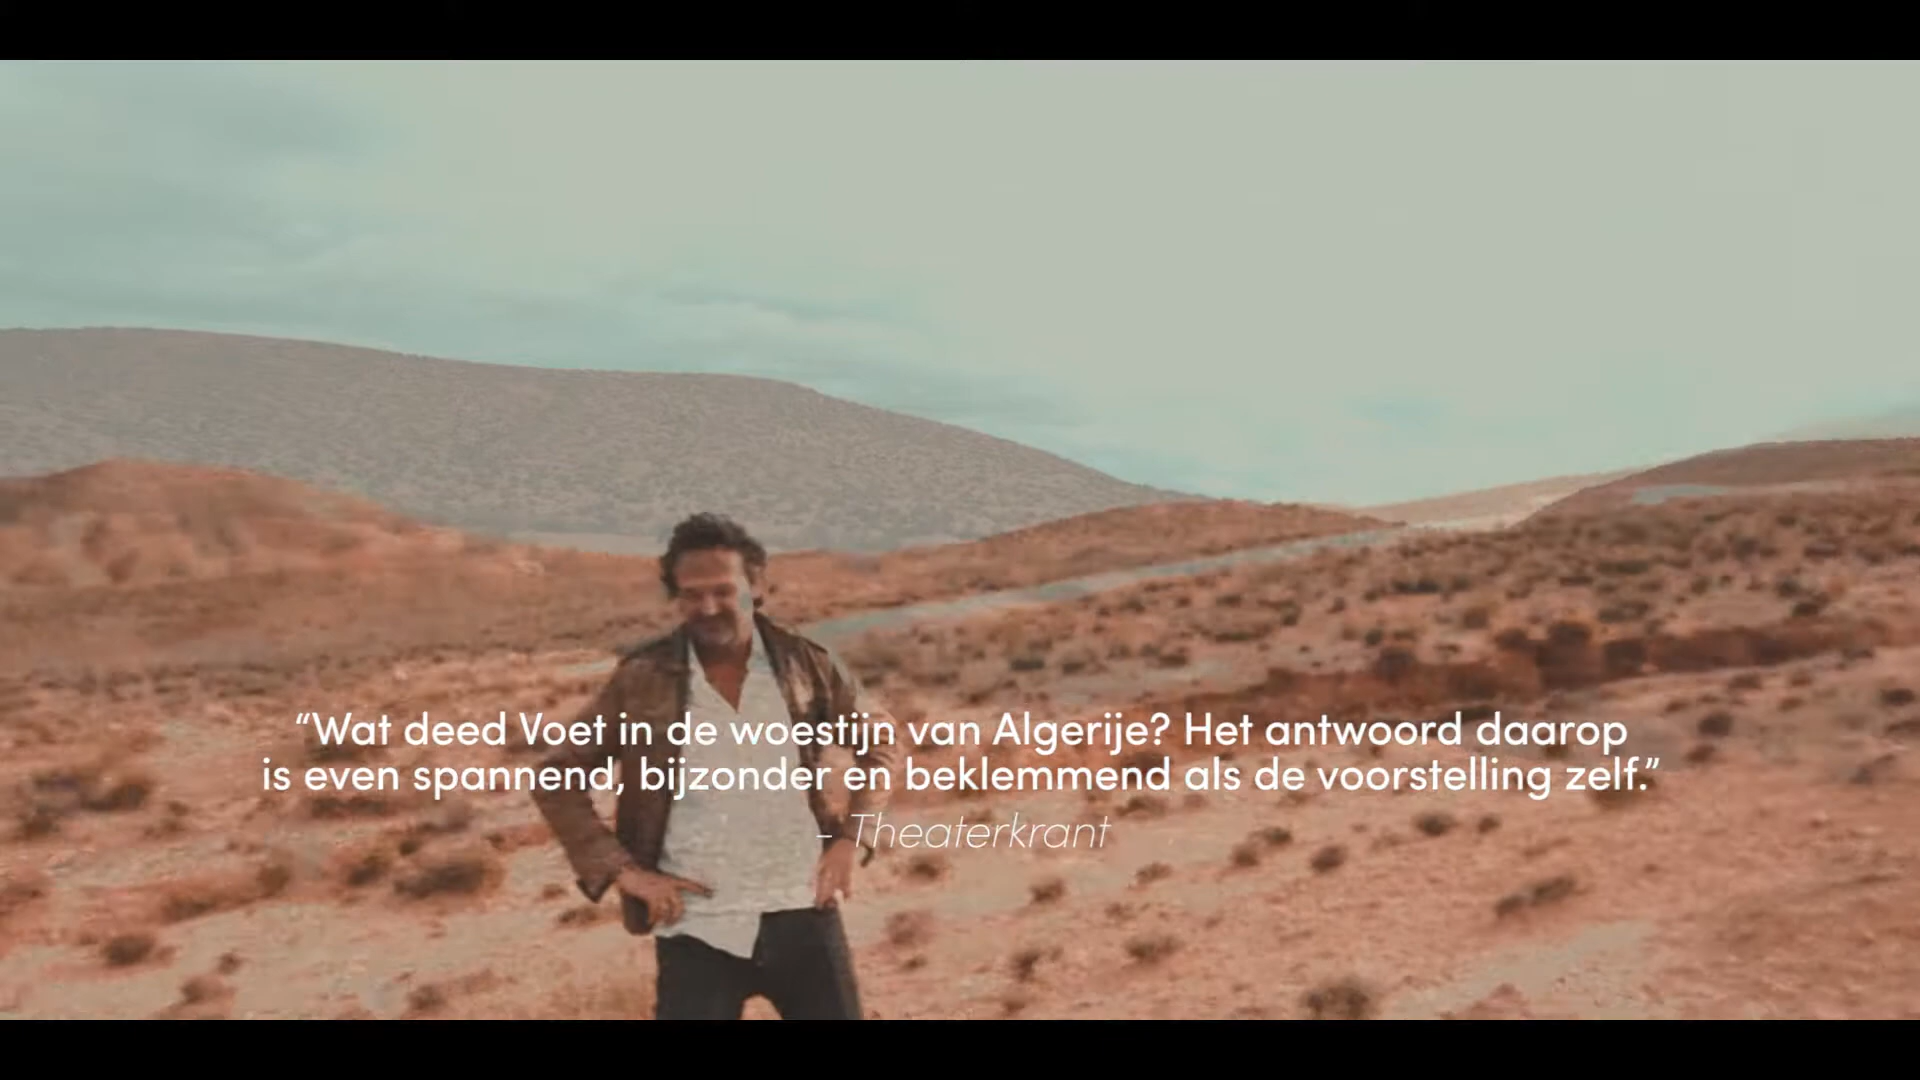 “Wat deed Voet in de woestijn van Algerije? Het antwoord daarop
is even spannend, bijzonder en beklemmend als de voorstelling zelf.”
- Theaterkrant